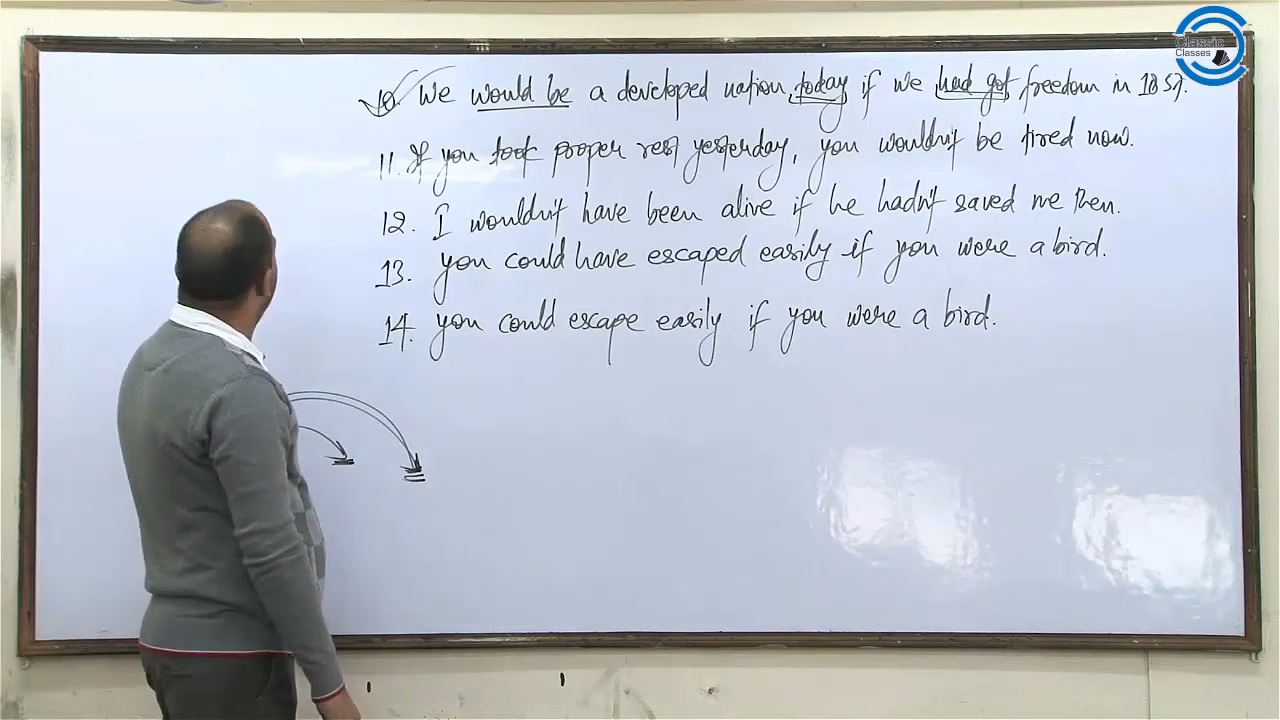 10. We would be a developed nation, today if we had got freedom in 1857.
11. If you took proper rest yesterday, you wouldn't be tired now.
12. I wouldn't have been alive if he hadn't saved me then.
13. you could have escaped easily if you were a bird.
14. you could escape easily if you were a bird.
Classic
Classes